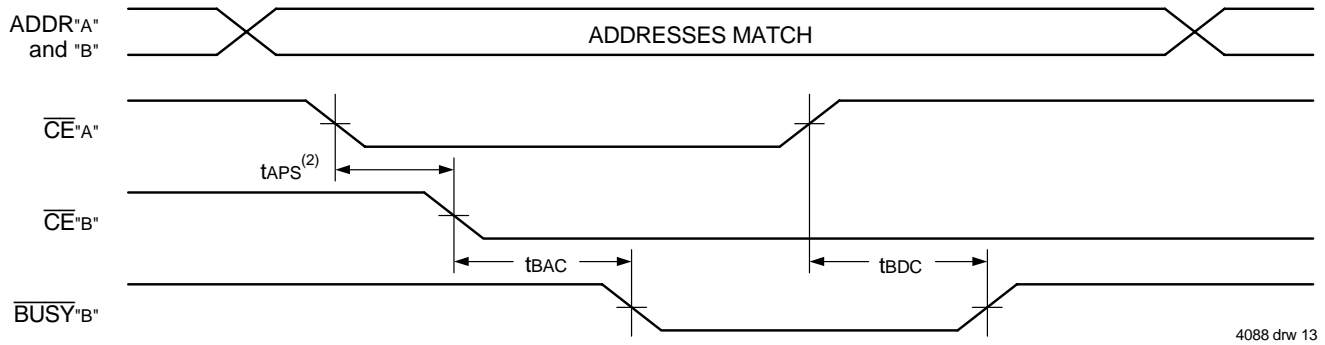 ADDR"A"
and "B"
ADDRESSES MATCH
CE"A"
tAPS(2)
CE"B"
tBAC
tBDC
BUSY"B"
4088 drw 13